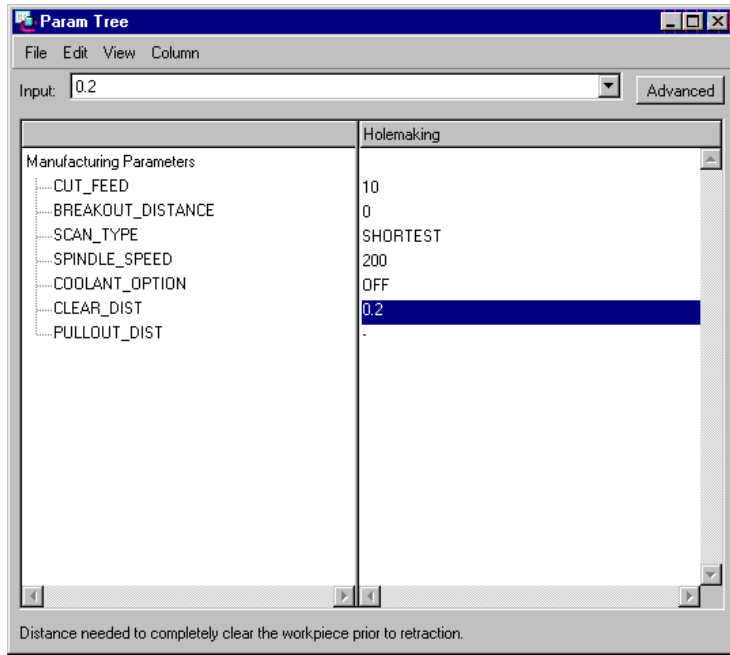 Param Tree
File Edit View Column
Input: 0.2 Advanced
Holemaking
Manufacturing Parameters
CUT_FEED 10
BREAKOUT_DISTANCE 0
SCAN_TYPE SHORTEST
SPINDLE_SPEED 200
COOLANT_OPTION OFF
CLEAR_DIST 0.2
PULLOUT_DIST -
Distance needed to completely clear the workpiece prior to retraction.